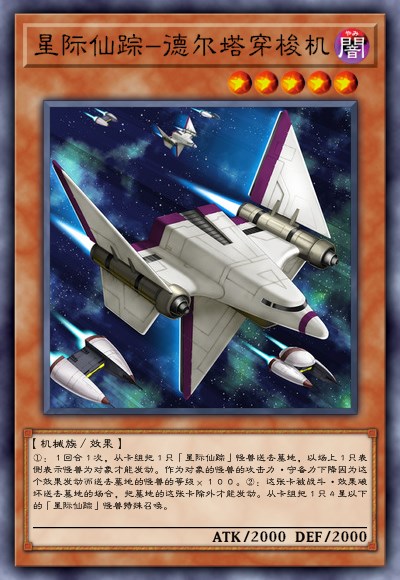 星际仙踪-德尔塔穿梭机
やみ
闇
【机械族/效果】
①：1回合1次，从卡组把1只「星际仙踪」怪兽送去墓地，以场上1只表
侧表示怪兽为对象才能发动。作为对象的怪兽的攻击力·守备力下降因为这
个效果发动而送去墓地的怪兽的等级×100。②：这张卡被战斗·效果破
坏送去墓地的场合，把墓地的这张卡除外才能发动。从卡组把1只4星以下
的「星际仙踪」怪兽特殊召唤。
ATK/2000 DEF/2000